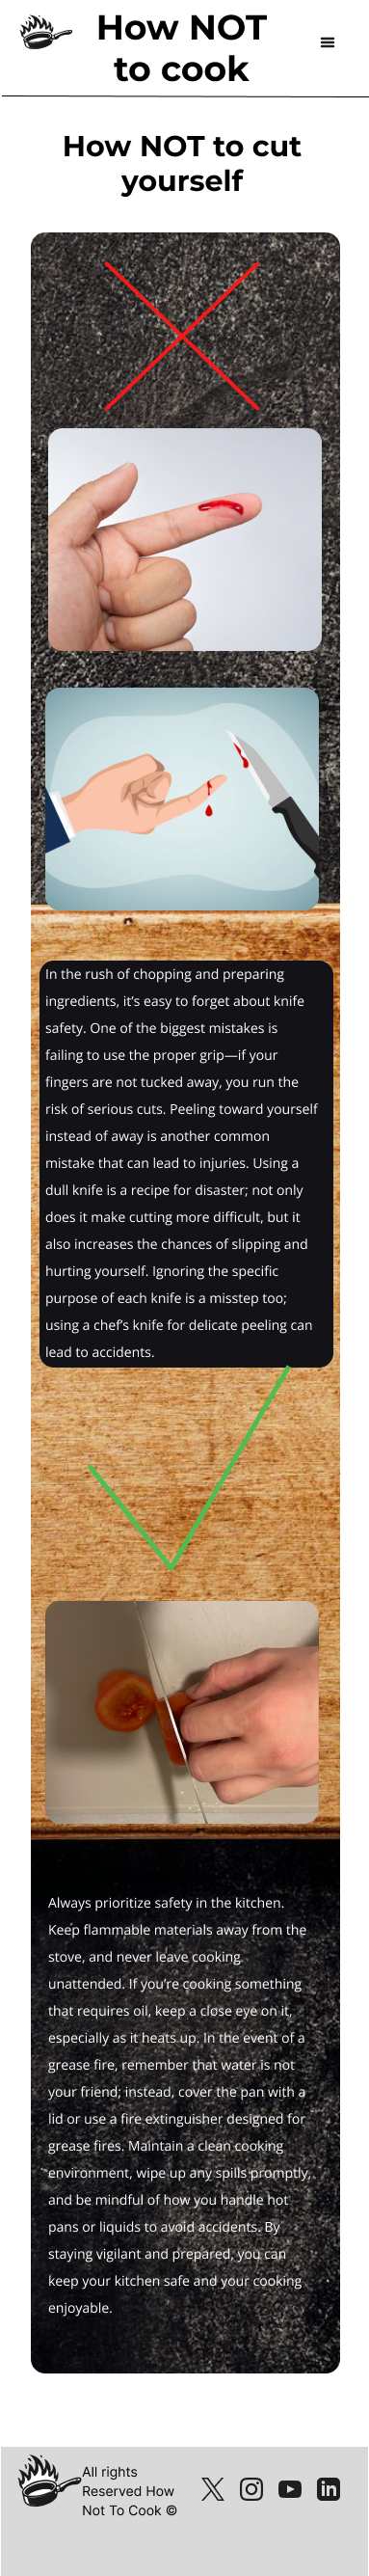 How NOT
to cook
How NOT to cut
yourself
In the rush of chopping and preparing
ingredients, it’s easy to forget about knife
safety. One of the biggest mistakes is
failing to use the proper grip—if your
fingers are not tucked away, you run the
risk of serious cuts. Peeling toward yourself
instead of away is another common
mistake that can lead to injuries. Using a
dull knife is a recipe for disaster; not only
does it make cutting more difficult, but it
also increases the chances of slipping and
hurting yourself. Ignoring the specific
purpose of each knife is a misstep too;
using a chef’s knife for delicate peeling can
lead to accidents.
Always prioritize safety in the kitchen.
Keep flammable materials away from the
stove, and never leave cooking
unattended. If you’re cooking something
that requires oil, keep a close eye on it,
especially as it heats up. In the event of a
grease fire, remember that water is not
your friend; instead, cover the pan with a
lid or use a fire extinguisher designed for
grease fires. Maintain a clean cooking
environment, wipe up any spills promptly,
and be mindful of how you handle hot
pans or liquids to avoid accidents. By
staying vigilant and prepared, you can
keep your kitchen safe and your cooking
enjoyable.
All rights
Reserved How
Not To Cook ©